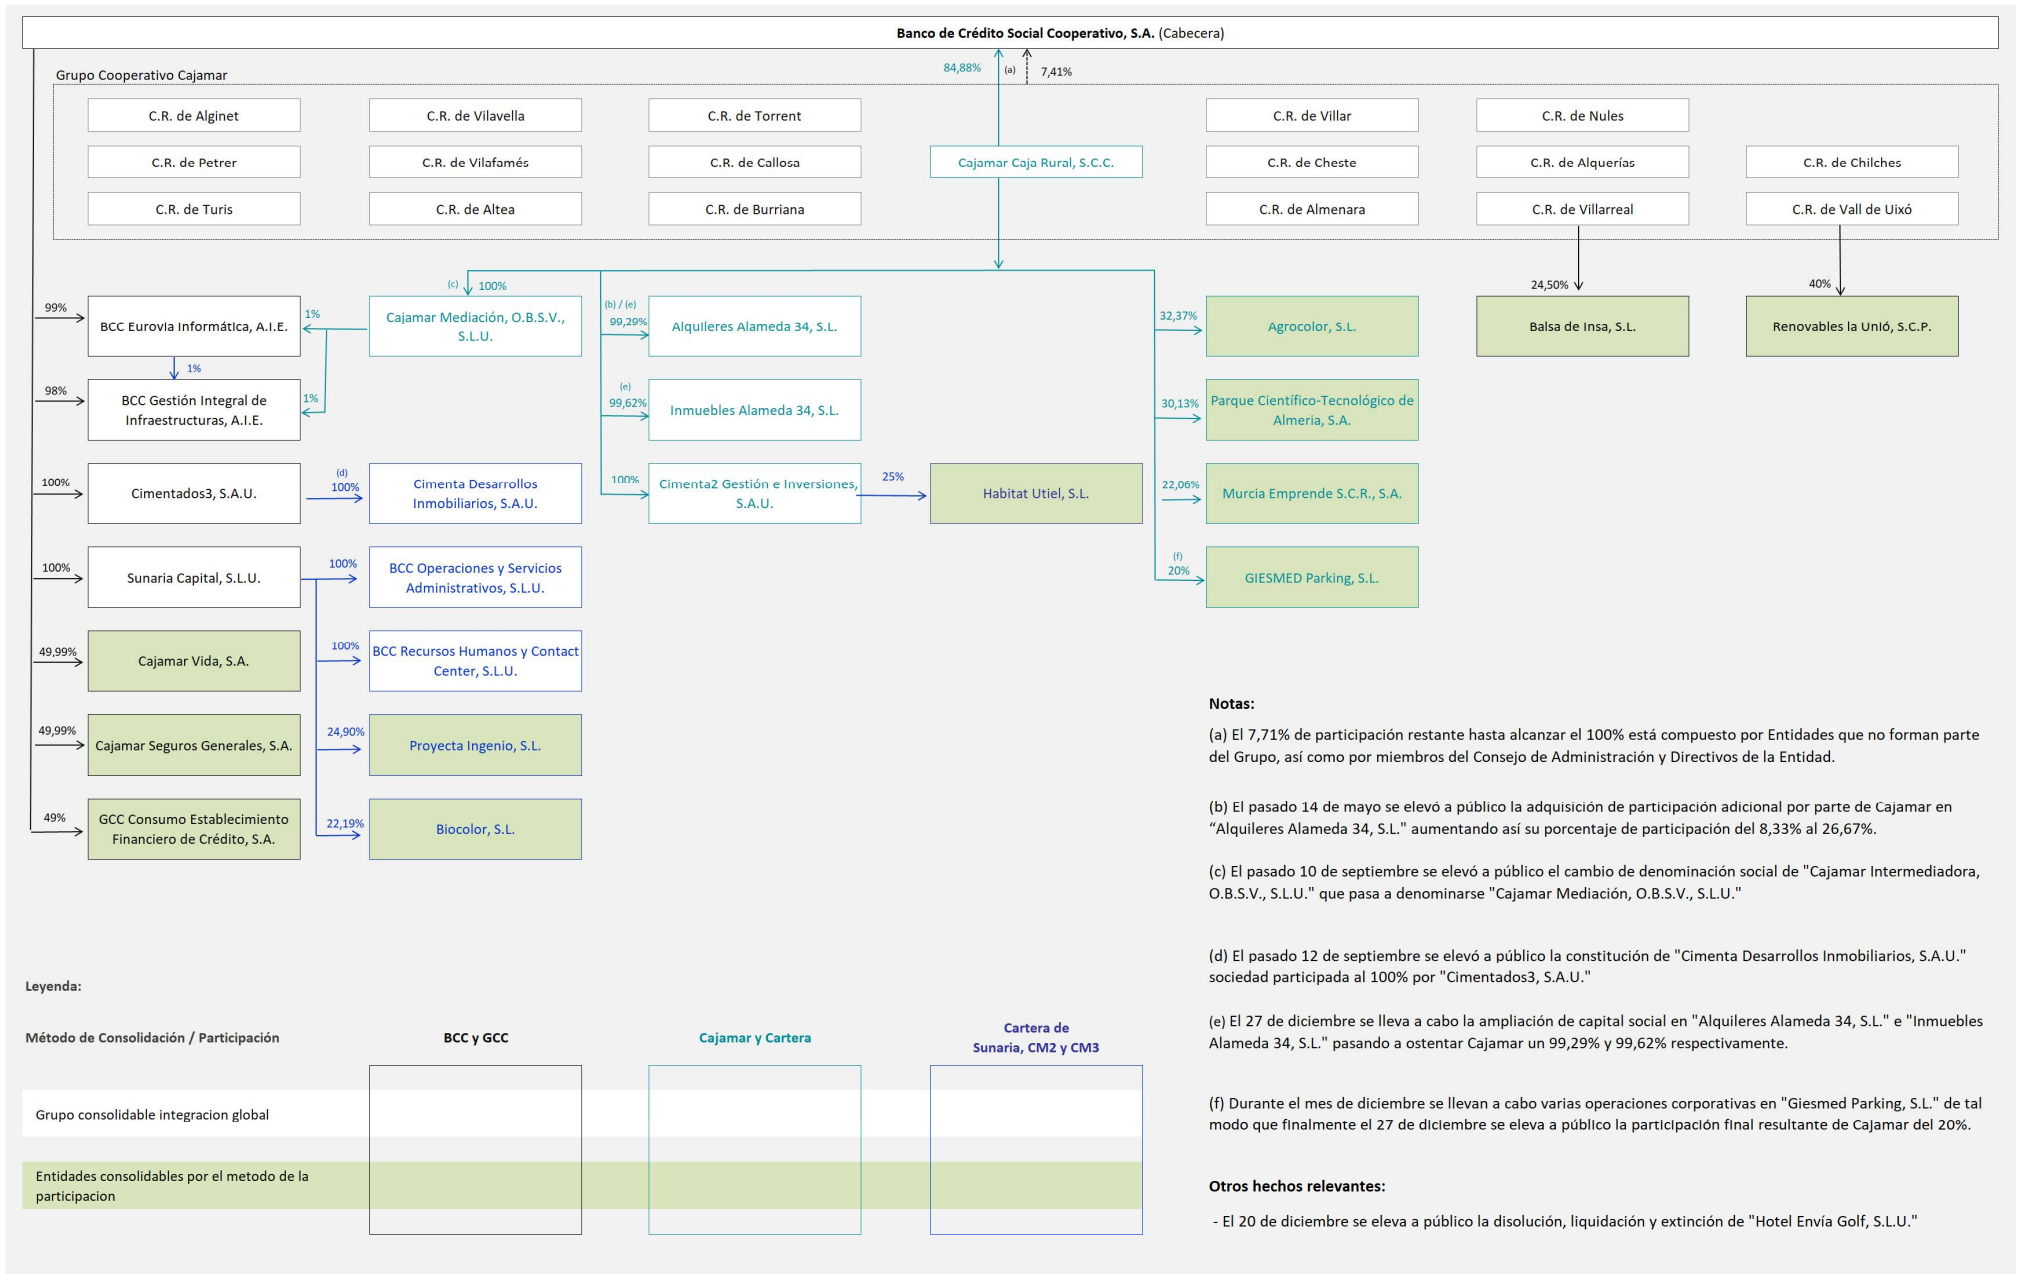 Banco de Crédito Social Cooperativo, S.A. (Cabecera)
84,88%
(a)
7,41%
Grupo Cooperativo Cajamar
C.R. de Alginet
C.R. de Vilavella
C.R. de Torrent
C.R. de Villar
C.R. de Nules
C.R. de Petrer
C.R. de Vilafamés
C.R. de Callosa
Cajamar Caja Rural, S.C.C.
C.R. de Cheste
C.R. de Alquerías
C.R. de Chilches
C.R. de Turis
C.R. de Altea
C.R. de Burriana
C.R. de Almenara
C.R. de Villarreal
C.R. de Vall de Uixó
(c)
100%
24,50%
40%
99%
BCC Eurovia Informática, A.I.E.
1%
Cajamar Mediación, O.B.S.V.,
S.L.U.
(b) / (e)
99,29%
Alquileres Alameda 34, S.L.
32,37%
Agrocolor, S.L.
Balsa de Insa, S.L.
Renovables la Unió, S.C.P.
1%
98%
BCC Gestión Integral de
Infraestructuras, A.I.E.
1%
(e)
99,62%
Inmuebles Alameda 34, S.L.
30,13%
Parque Científico-Tecnológico de
Almeria, S.A.
100%
Cimentados3, S.A.U.
(d)
100%
Cimenta Desarrollos
Inmobiliarios, S.A.U.
100%
Cimenta2 Gestión e Inversiones,
S.A.U.
25%
Habitat Utiel, S.L.
22,06%
Murcia Emprende S.C.R., S.A.
100%
Sunaria Capital, S.L.U.
100%
BCC Operaciones y Servicios
Administrativos, S.L.U.
(f)
20%
GIESMED Parking, S.L.
49,99%
Cajamar Vida, S.A.
100%
BCC Recursos Humanos y Contact
Center, S.L.U.
49,99%
Cajamar Seguros Generales, S.A.
24,90%
Proyecta Ingenio, S.L.
49%
GCC Consumo Establecimiento
Financiero de Crédito, S.A.
22,19%
Biocolor, S.L.
Notas:
(a) El 7,71% de participación restante hasta alcanzar el 100% está compuesto por Entidades que no forman parte
del Grupo, así como por miembros del Consejo de Administración y Directivos de la Entidad.
(b) El pasado 14 de mayo se elevó a público la adquisición de participación adicional por parte de Cajamar en
“Alquileres Alameda 34, S.L." aumentando así su porcentaje de participación del 8,33% al 26,67%.
(c) El pasado 10 de septiembre se elevó a público el cambio de denominación social de "Cajamar Intermediadora,
O.B.S.V., S.L.U." que pasa a denominarse "Cajamar Mediación, O.B.S.V., S.L.U."
(d) El pasado 12 de septiembre se elevó a público la constitución de "Cimenta Desarrollos Inmobiliarios, S.A.U."
sociedad participada al 100% por "Cimentados3, S.A.U."
(e) El 27 de diciembre se lleva a cabo la ampliación de capital social en "Alquileres Alameda 34, S.L." e "Inmuebles
Alameda 34, S.L." pasando a ostentar Cajamar un 99,29% y 99,62% respectivamente.
(f) Durante el mes de diciembre se llevan a cabo varias operaciones corporativas en "Giesmed Parking, S.L." de tal
modo que finalmente el 27 de diciembre se eleva a público la participación final resultante de Cajamar del 20%.
Otros hechos relevantes:
- El 20 de diciembre se eleva a público la disolución, liquidación y extinción de "Hotel Envía Golf, S.L.U."
Leyenda:
Método de Consolidación / Participación
BCC y GCC
Cajamar y Cartera
Cartera de
Sunaria, CM2 y CM3
Grupo consolidable integracion global
Entidades consolidables por el metodo de la
participacion